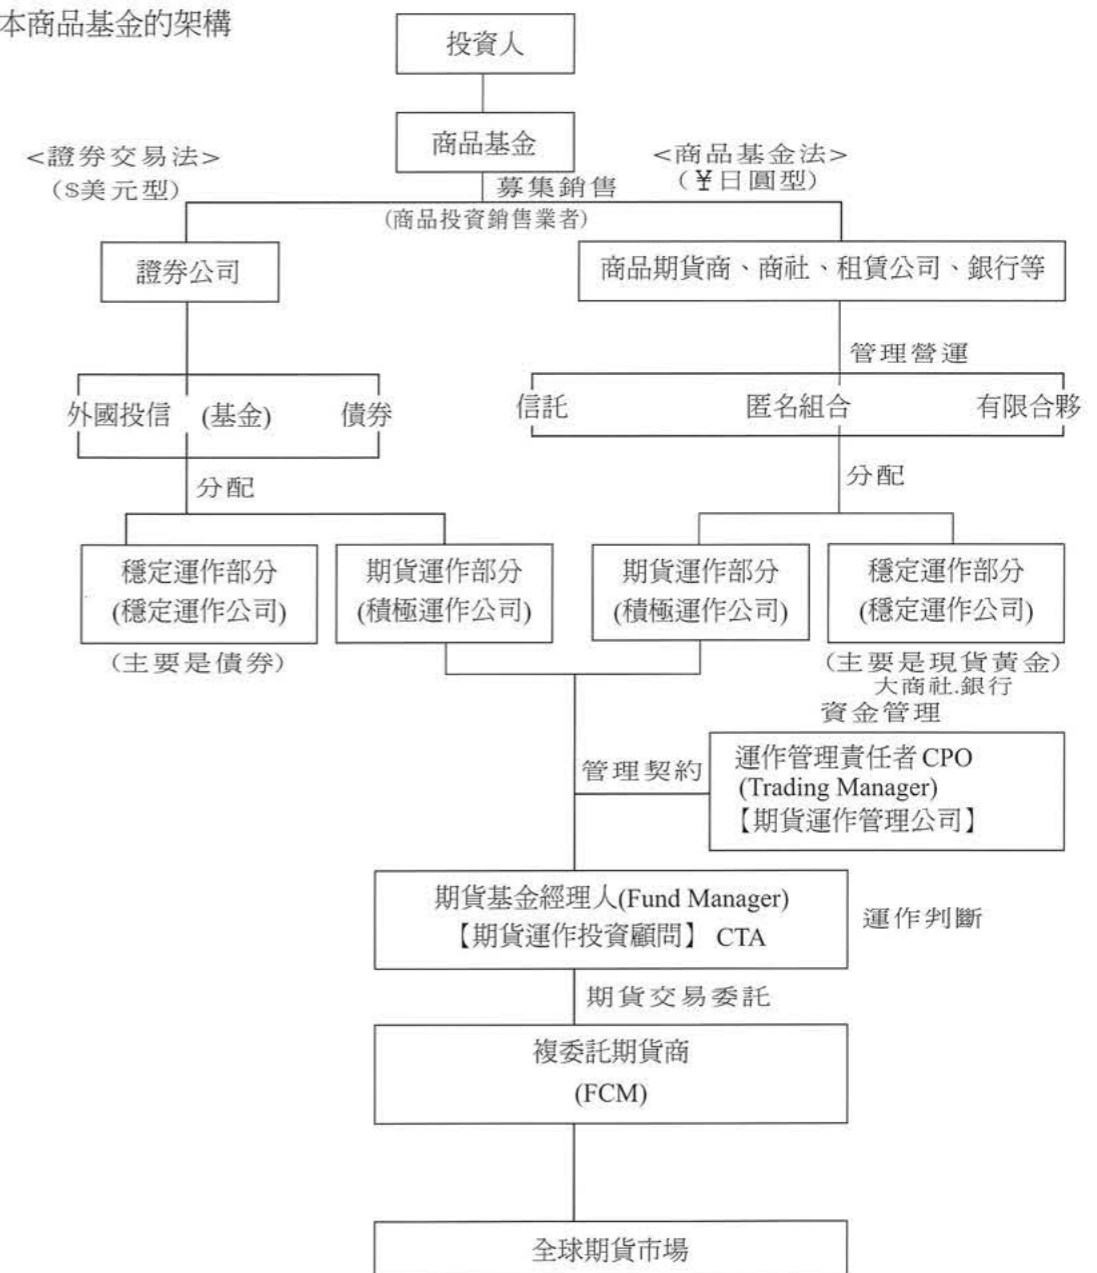 本商品基金的架構
投資人
商品基金
<證券交易法>
(S美元型)
<商品基金法>
(¥日圓型)
募集銷售
(商品投資銷售業者)
證券公司
商品期貨商、商社、租賃公司、銀行等
管理營運
外國投信 (基金) 債券
信託 匿名組合 有限合夥
分配
分配
穩定運作部分
(穩定運作公司)
期貨運作部分
(積極運作公司)
期貨運作部分
(積極運作公司)
穩定運作部分
(穩定運作公司)
(主要是債券)
(主要是現貨黃金)
大商社.銀行
資金管理
管理契約
運作管理責任者 CPO
(Trading Manager)
【期貨運作管理公司】
期貨基金經理人(Fund Manager)
【期貨運作投資顧問】 CTA
運作判斷
期貨交易委託
複委託期貨商
(FCM)
全球期貨市場